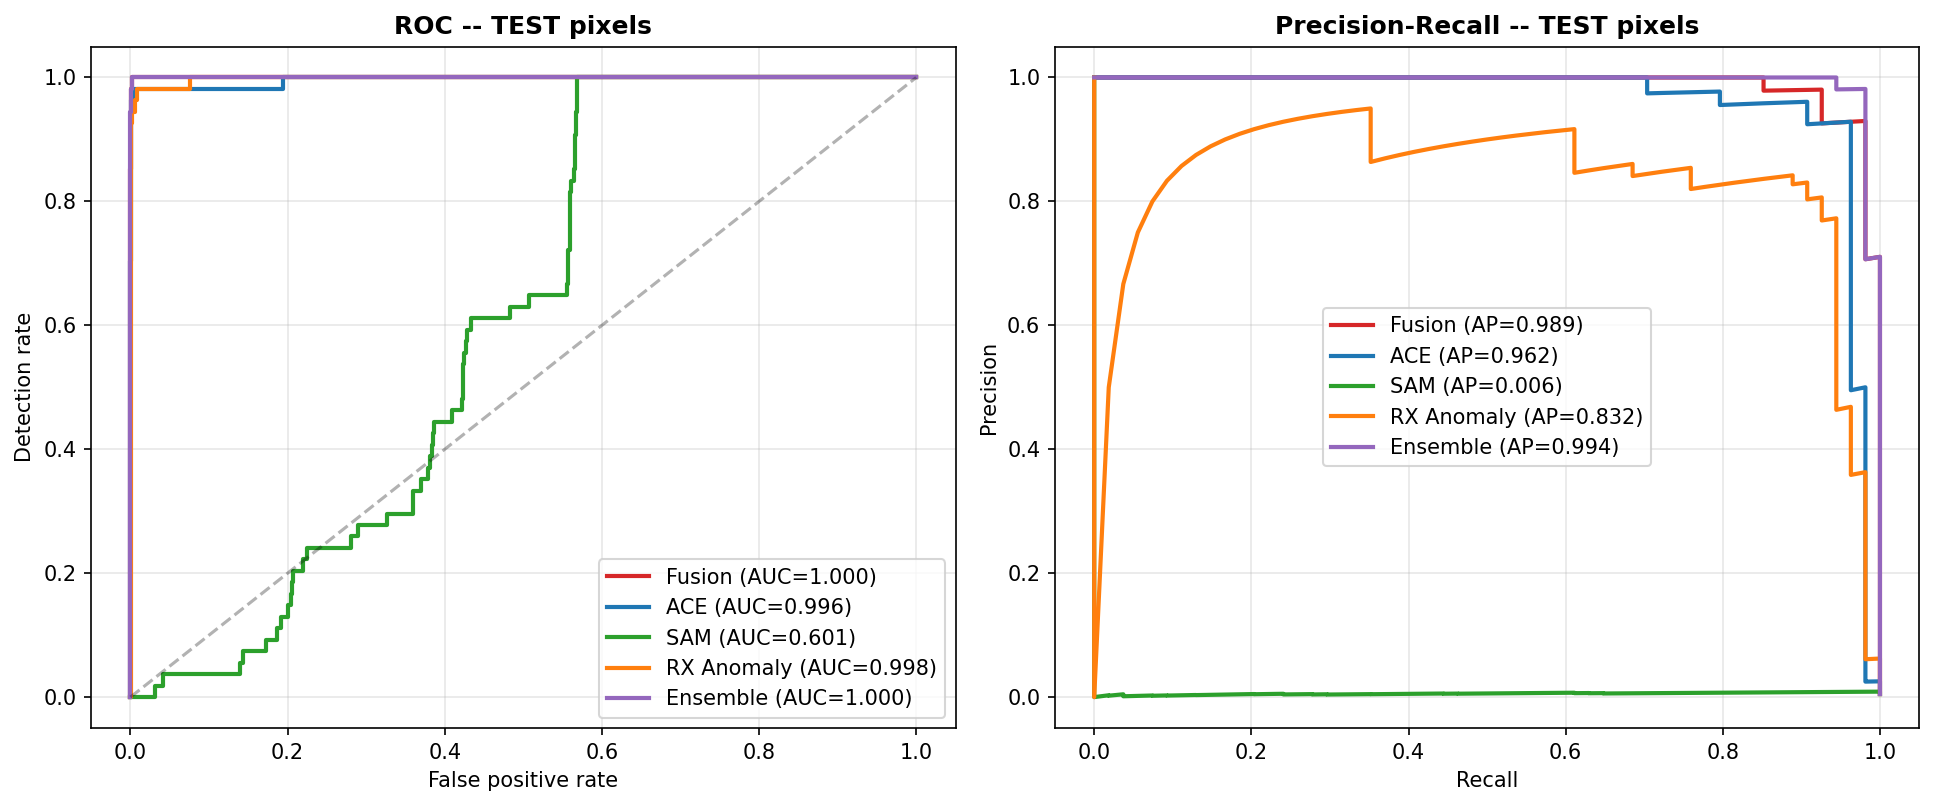 ROC -- TEST pixels
Detection rate
1.0
0.8
0.6
0.4
0.2
0.0
Fusion (AUC=1.000)
ACE (AUC=0.996)
SAM (AUC=0.601)
RX Anomaly (AUC=0.998)
Ensemble (AUC=1.000)
0.0 0.2 0.4 0.6 0.8 1.0
False positive rate
Precision-Recall -- TEST pixels
Precision
1.0
0.8
0.6
0.4
0.2
0.0
Fusion (AP=0.989)
ACE (AP=0.962)
SAM (AP=0.006)
RX Anomaly (AP=0.832)
Ensemble (AP=0.994)
0.0 0.2 0.4 0.6 0.8 1.0
Recall